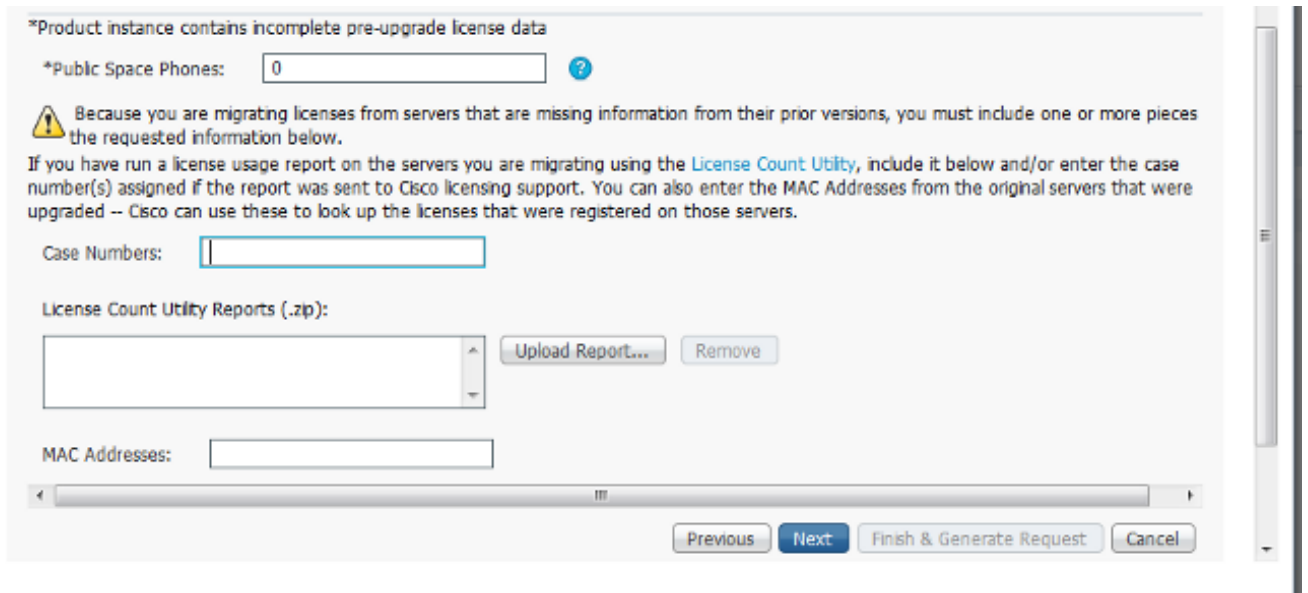 *Product instance contains incomplete pre-upgrade license data
*Public Space Phones: 0 ?
Because you are migrating licenses from servers that are missing information from their prior versions, you must include one or more pieces
the requested information below.
If you have run a license usage report on the servers you are migrating using the License Count Utility, include it below and/or enter the case
number(s) assigned if the report was sent to Cisco licensing support. You can also enter the MAC Addresses from the original servers that were
upgraded -- Cisco can use these to look up the licenses that were registered on those servers.
Case Numbers:
License Count Utility Reports (.zip):
Upload Report... Remove
MAC Addresses:
Previous Next Finish & Generate Request Cancel